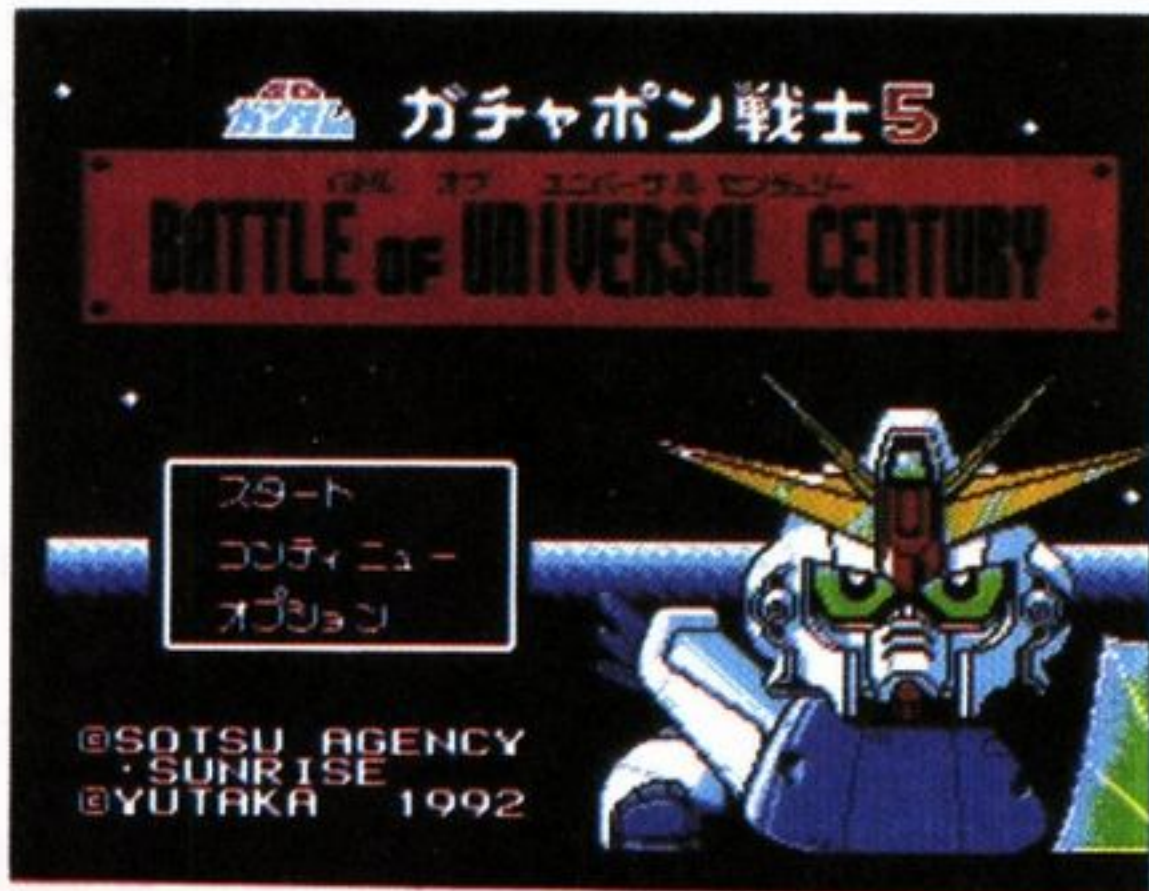 SDガンダム ガチャポン戦士5
バトル オブ ユニバーサル センチュリー
BATTLE OF UNIVERSAL CENTURY
スタート
コンティニュー
オプション
©SOTSU AGENCY
・SUNRISE
©YUTAKA 1992